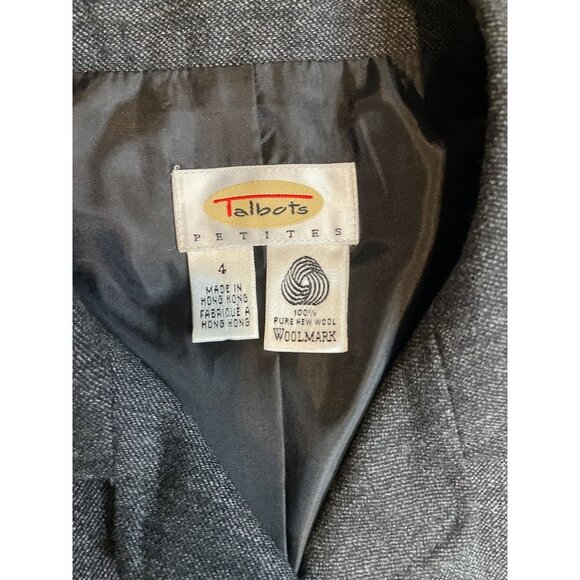 Talbots
PETITES
4
MADE IN
HONG KONG
FABRIQUE A
HONG KONG
100%
PURE NEW WOOL
WOOLMARK